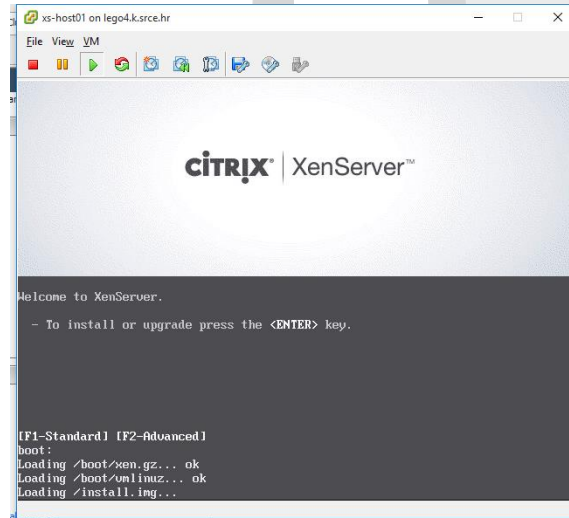 xs-host01 on lego4.k.srce.hr
File View VM
CİTRIX® XenServer™
Welcome to XenServer.
- To install or upgrade press the <ENTER> key.
[F1-Standard] [F2-Advanced]
boot:
Loading /boot/xen.gz... ok
Loading /boot/vmlinuz... ok
Loading /install.img...